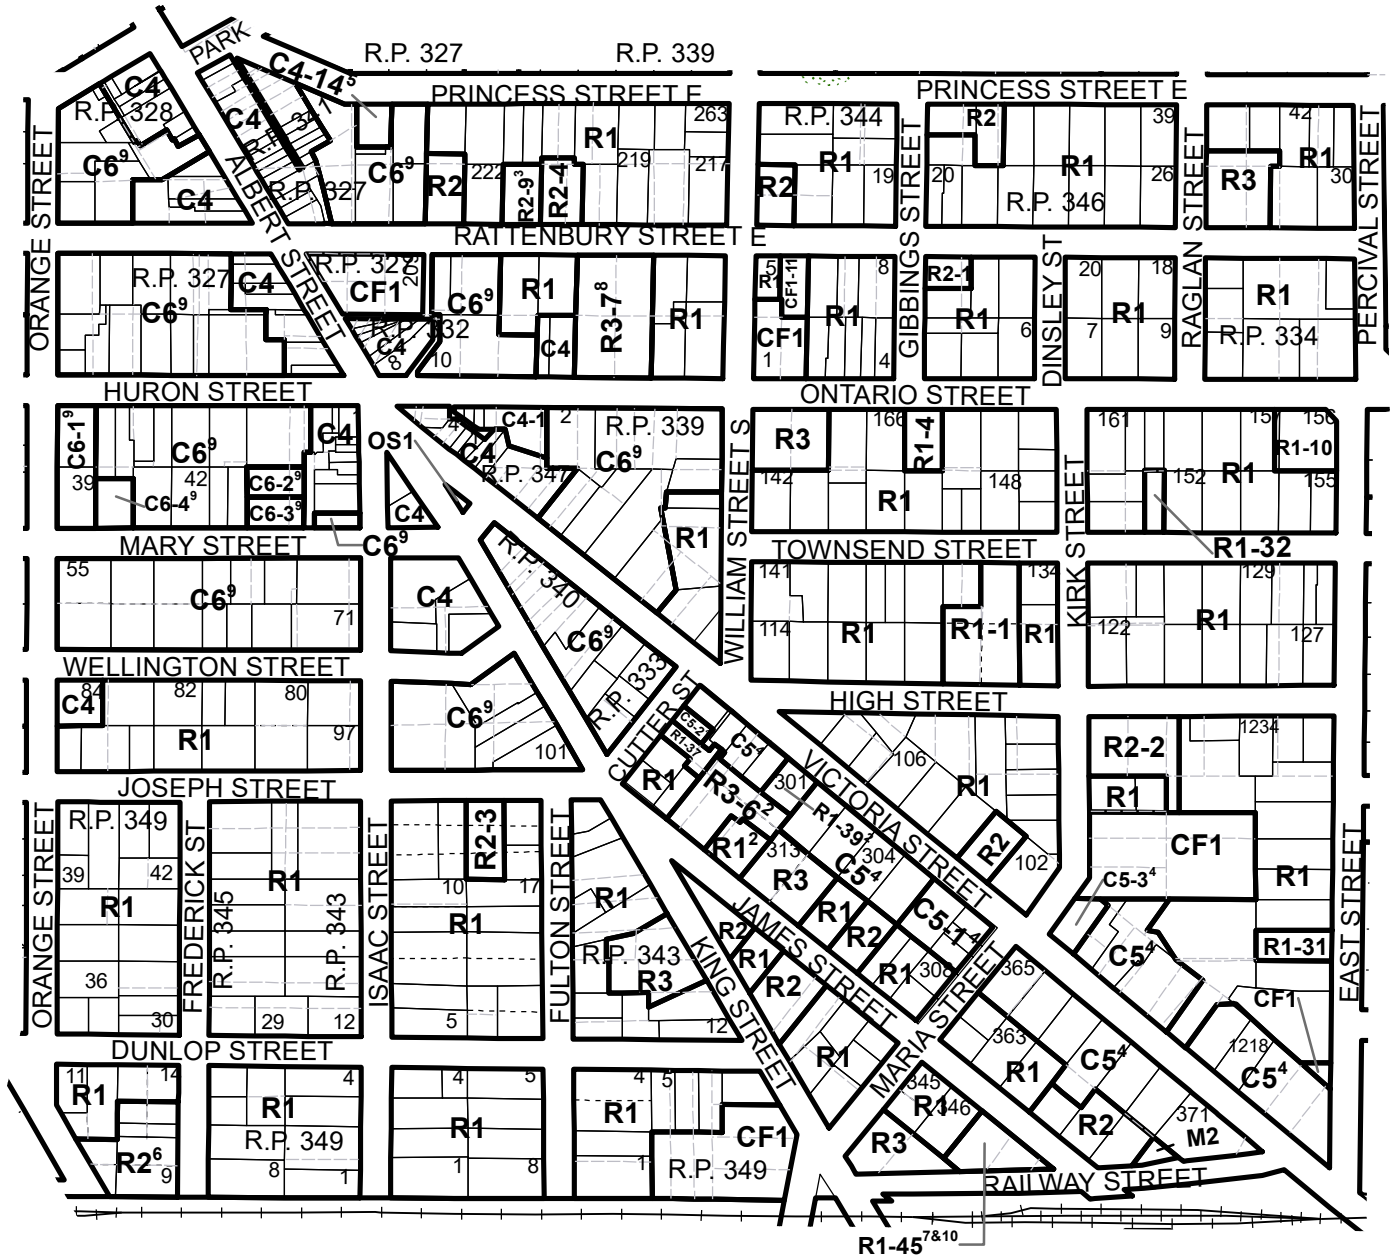 PARK
R.P. 327
R.P. 339
C4-14⁵
C4
R.P. 328
C4
PRINCESS STREET E
PRINCESS STREET E
C6⁹
C4
R.P. 327
C6⁹
R2
222
R2-9³
R2-4
R1
219
263
217
R.P. 344
R1
R2
19
R2
R1
39
20
26
R.P. 346
42
R1
R3
30
ORANGE STREET
ALBERT STREET
GIBBINGS STREET
RAGLAN STREET
PERCIVAL STREET
RATTENBURY STREET E
R.P. 327
C4
C6⁹
209
CF1
R.P. 332
C4
8
10
C6⁹
R1
C4
R3-7⁸
R1
5
R1
CF1-11
CF1
1
R1
8
4
R2-1
R1
6
DINSLEY ST
20
18
R1
7
9
R1
R.P. 334
HURON STREET
ONTARIO STREET
C6-1⁹
39
C6-4⁹
C6⁹
42
C6-2⁹
C6-3⁹
C4
C6⁹
OS1
C4
4
C4-1
C4
2
R.P. 339
R.P. 347
C6⁹
R1
WILLIAM STREET S
R3
142
166
R1-4
R1
148
KIRK STREET
161
152
R1
156
R1-10
155
R1-32
MARY STREET
TOWNSEND STREET
55
C6⁹
71
C4
R.P. 340
C6⁹
R.P. 333
141
114
R1
R1-1
134
R1
129
R1
122
127
WELLINGTON STREET
HIGH STREET
84
C4
82
80
R1
97
C6⁹
101
CUTTER ST
C5-2
R1-37
R1
C5⁴
R3-6²
R1²
301
R1-39³
313
304
C5⁴
R3
R1
R2
R1
C5-1⁴
308
VICTORIA STREET
106
R1
R2
102
R2-2
R1
1234
CF1
R1
C5-3⁴
C5⁴
R1-31
CF1
1218
C5⁴
EAST STREET
JOSEPH STREET
ORANGE STREET
R.P. 349
39
42
R1
36
30
FREDERICK ST
R1
R.P. 345
R.P. 343
29
12
ISAAC STREET
R2-3
10
17
R1
5
FULTON STREET
R1
R.P. 343
R3
12
KING STREET
R2
R1
R2
JAMES STREET
R1
MARIA STREET
365
363
R1
C5⁴
R2
371
M2
DUNLOP STREET
11
R1
14
R2⁶
9
4
R1
R.P. 349
8
1
4
5
R1
1
8
4
5
R1
1
CF1
R.P. 349
345
R1
346
R3
RAILWAY STREET
R1-45⁷&¹⁰